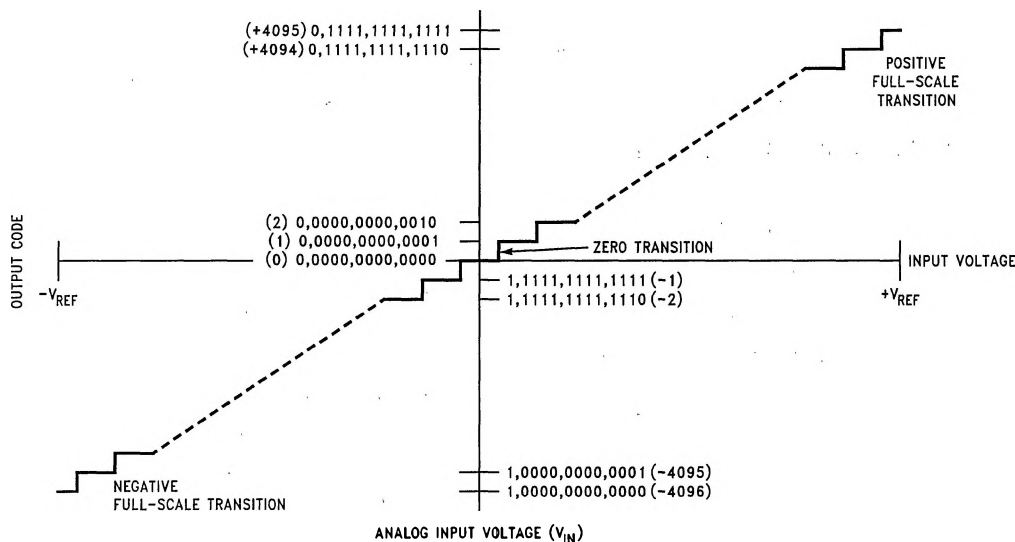 (+4095) 0,1111,1111,1111
(+4094) 0,1111,1111,1110
POSITIVE
FULL-SCALE
TRANSITION
(2) 0,0000,0000,0010
(1) 0,0000,0000,0001
(0) 0,0000,0000,0000
ZERO TRANSITION
OUTPUT CODE
INPUT VOLTAGE
-VREF
+VREF
1,1111,1111,1111 (-1)
1,1111,1111,1110 (-2)
1,0000,0000,0001 (-4095)
1,0000,0000,0000 (-4096)
NEGATIVE
FULL-SCALE TRANSITION
ANALOG INPUT VOLTAGE (VIN)